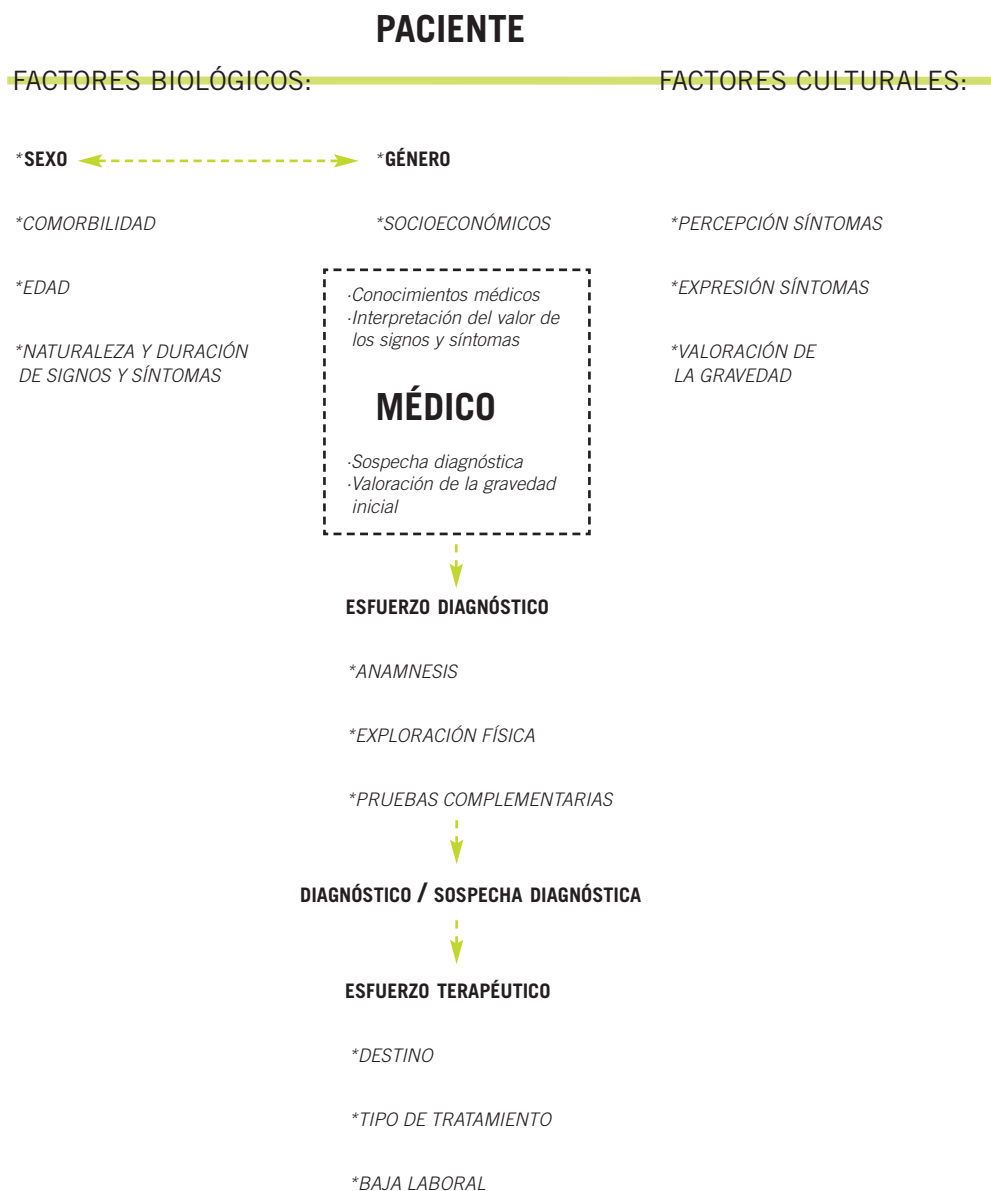 PACIENTE
FACTORES BIOLÓGICOS:
FACTORES CULTURALES:
*SEXO
*GÉNERO
*COMORBILIDAD
*SOCIOECONÓMICOS
*PERCEPCIÓN SÍNTOMAS
*EDAD
*EXPRESIÓN SÍNTOMAS
*NATURALEZA Y DURACIÓN
DE SIGNOS Y SÍNTOMAS
*VALORACIÓN DE
LA GRAVEDAD
·Conocimientos médicos
·Interpretación del valor de
los signos y síntomas
MÉDICO
·Sospecha diagnóstica
·Valoración de la gravedad
inicial
ESFUERZO DIAGNÓSTICO
*ANAMNESIS
*EXPLORACIÓN FÍSICA
*PRUEBAS COMPLEMENTARIAS
DIAGNÓSTICO / SOSPECHA DIAGNÓSTICA
ESFUERZO TERAPÉUTICO
*DESTINO
*TIPO DE TRATAMIENTO
*BAJA LABORAL